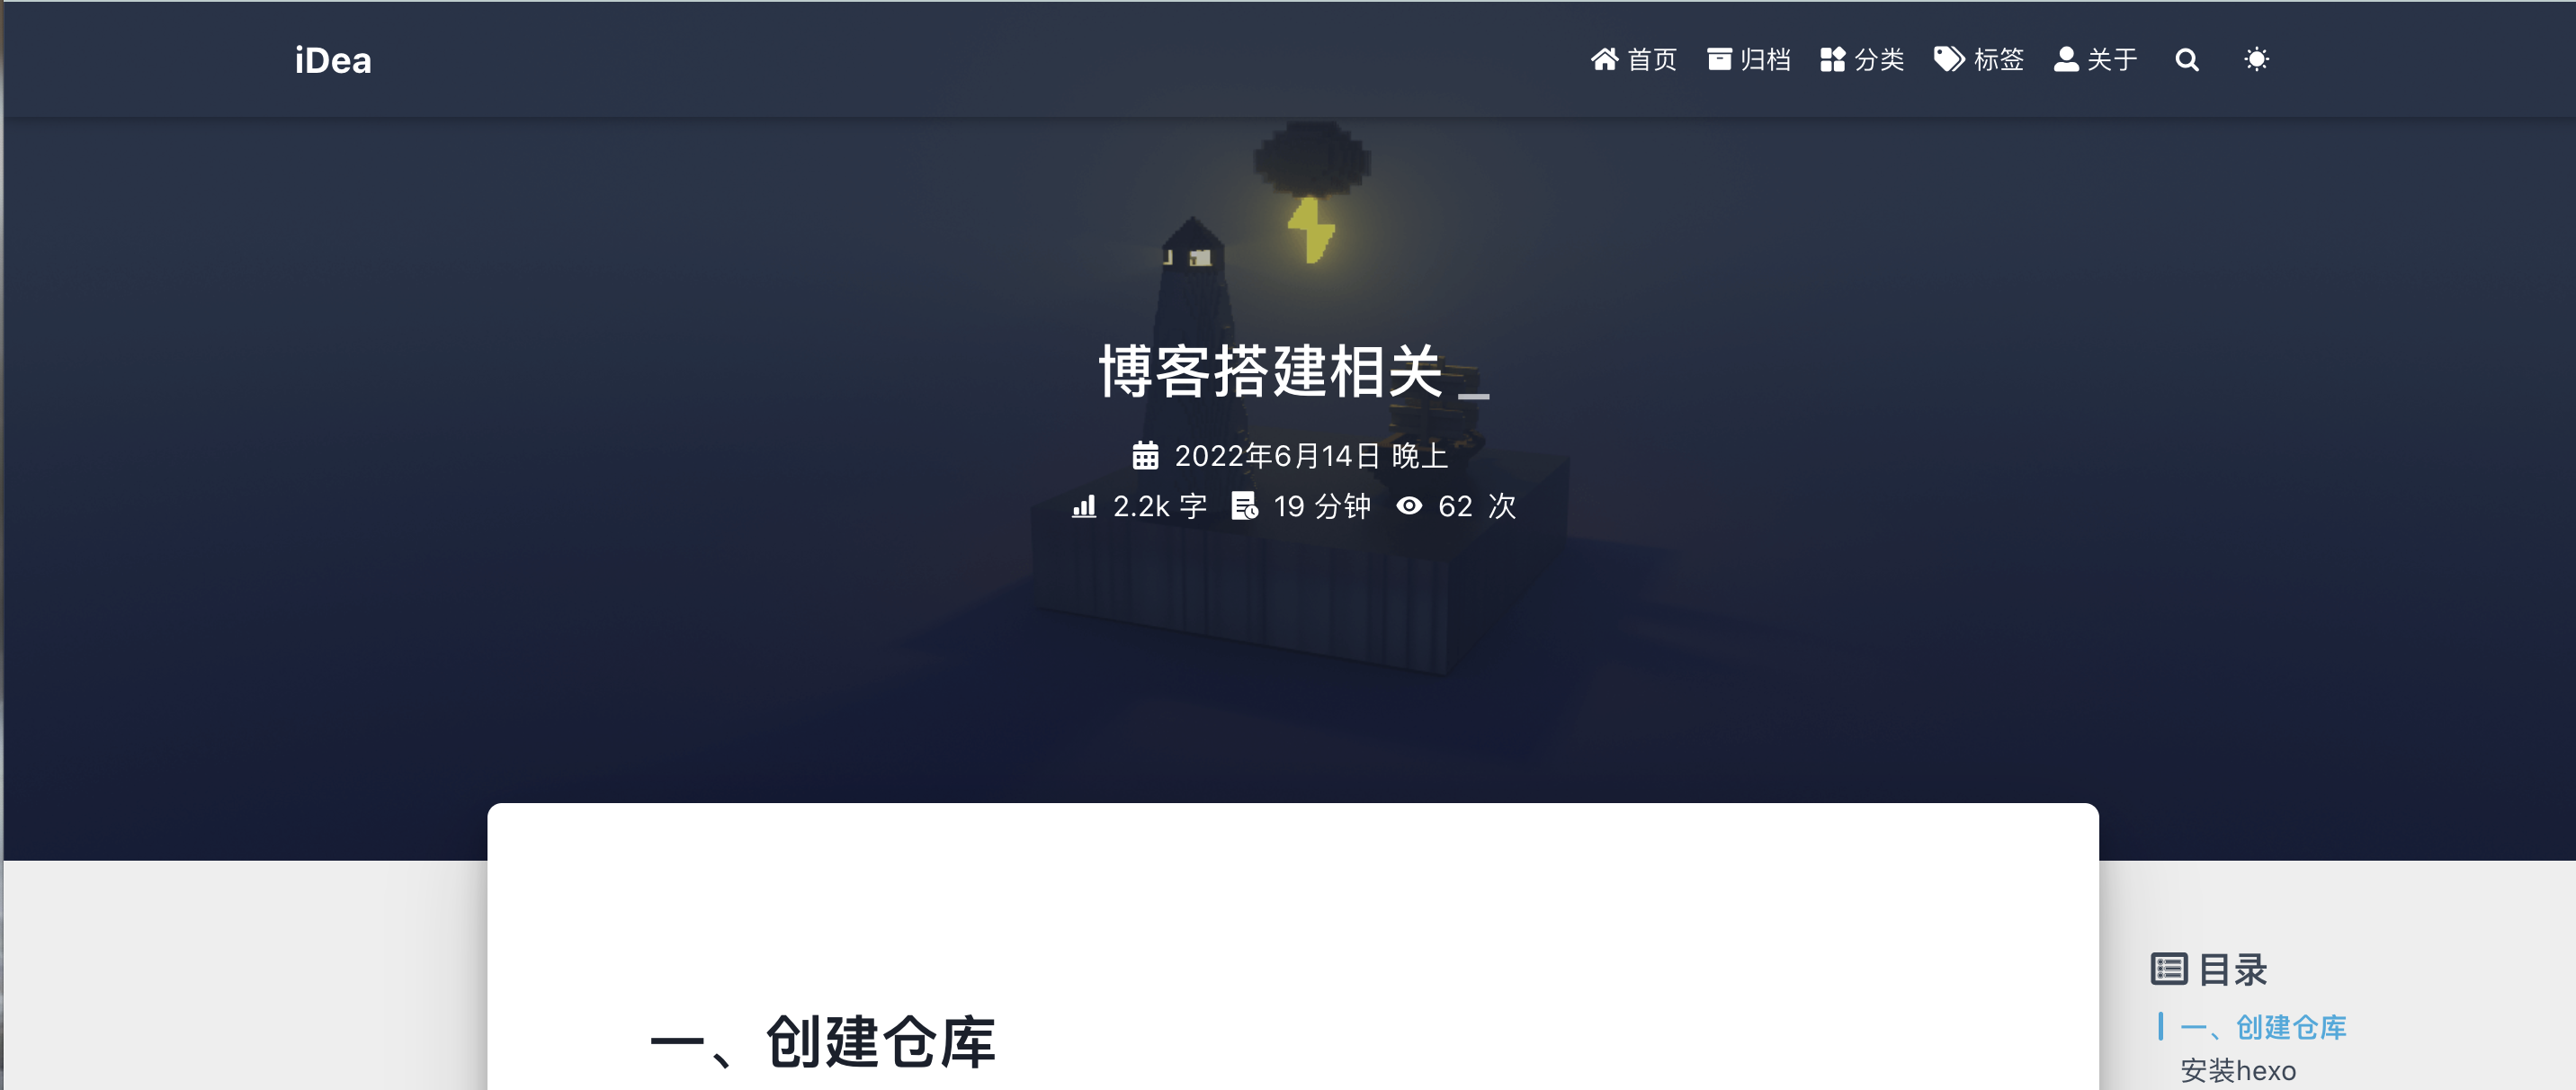 iDea
首页 归档 分类 标签 关于
博客搭建相关_
2022年6月14日 晚上
2.2k 字 19 分钟 62 次
目录
一、创建仓库
一、创建仓库
安装hexo